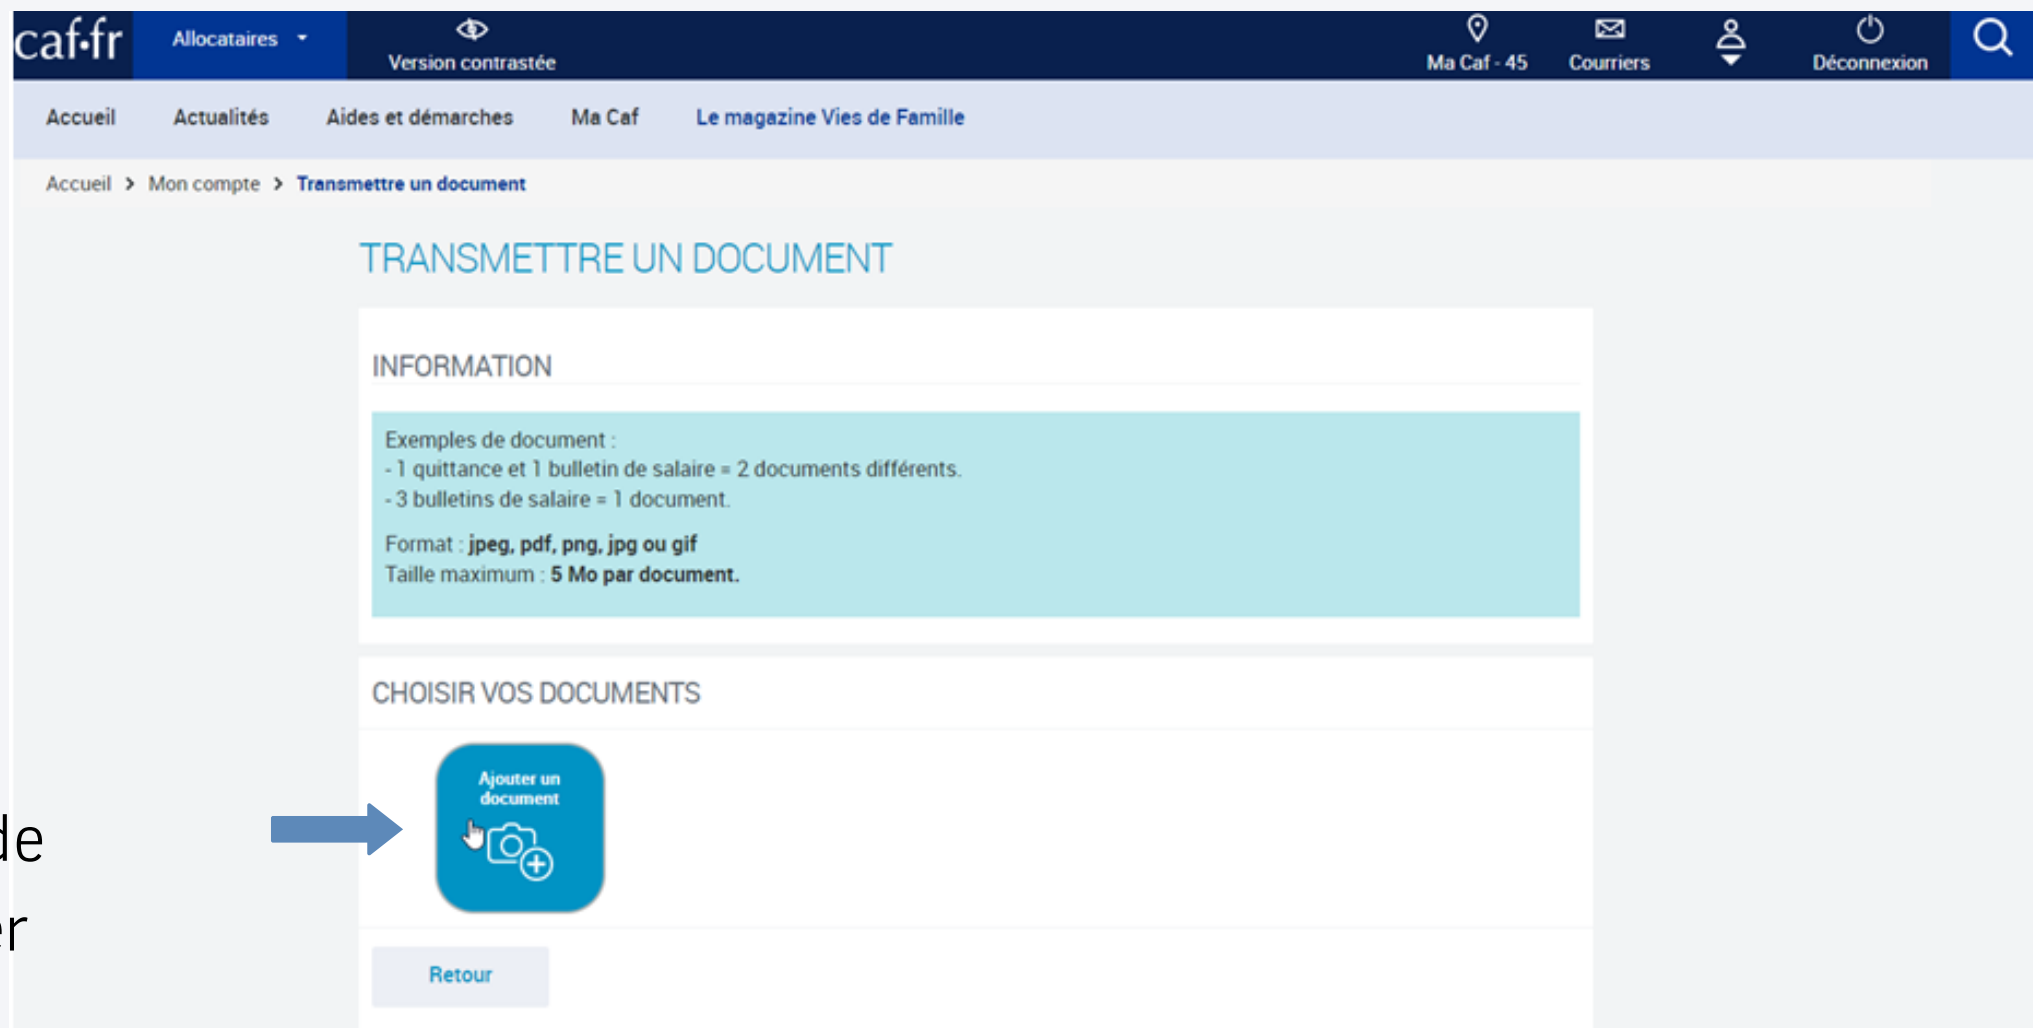 caf.fr Allocataires Version contrastée Ma Caf - 45 Courriers Déconnexion
Accueil Actualités Aides et démarches Ma Caf Le magazine Vies de Famille
Accueil > Mon compte > Transmettre un document
TRANSMETTRE UN DOCUMENT
INFORMATION
Exemples de document :
- 1 quittance et 1 bulletin de salaire = 2 documents différents.
- 3 bulletins de salaire = 1 document.
Format : jpeg, pdf, png, jpg ou gif
Taille maximum : 5 Mo par document.
CHOISIR VOS DOCUMENTS
Ajouter un
document
de
er
Retour